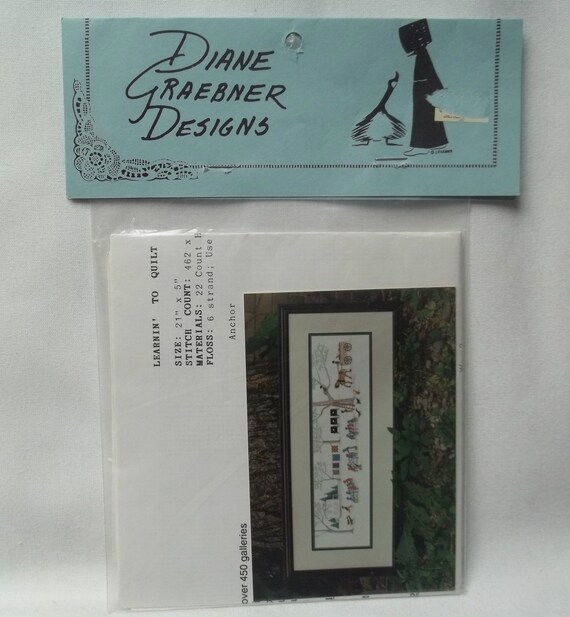 DIANE
GRAEBNER
DESIGNS
LEARNIN' TO QUILT
SIZE: 21" x 5"
STITCH COUNT: 462 x
MATERIALS: 22 Count
FLOSS: 6 strand; Use
Anchor
over 450 galleries